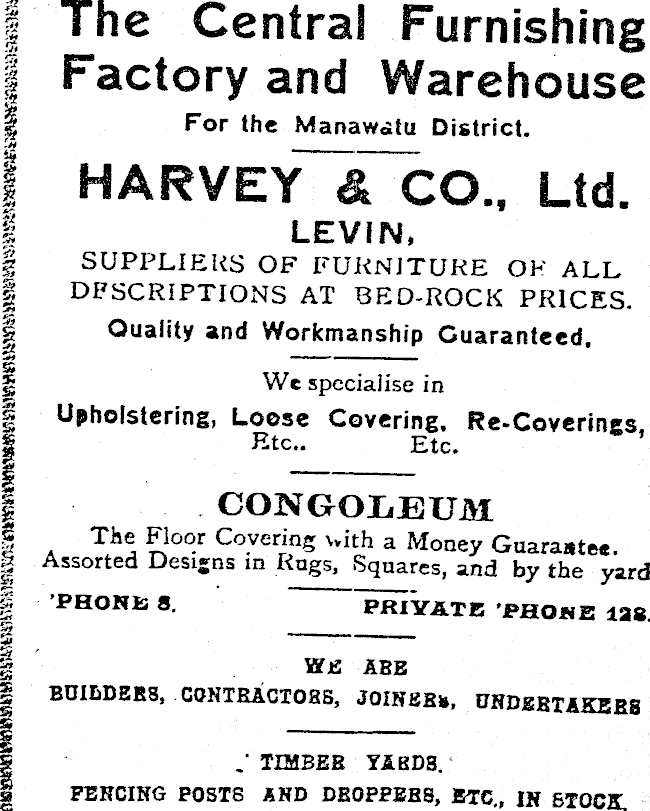 The Central Furnishing
Factory and Warehouse
For the Manawatu District.
HARVEY & CO., Ltd.
LEVIN,
SUPPLIERS OF FURNITURE OF ALL
DESCRIPTIONS AT BED-ROCK PRICES.
Quality and Workmanship Guaranteed.
We specialise in
Upholstering, Loose Covering, Re-Coverings,
Etc.. Etc.
CONGOLEUM
The Floor Covering with a Money Guarantee.
Assorted Designs in Rugs, Squares, and by the yard
'PHONE 8. PRIVATE 'PHONE 128.
WE ARE
BUILDERS, CONTRACTORS, JOINERS, UNDERTAKERS
TIMBER YARDS.
FENCING POSTS AND DROPPERS, ETC., IN STOCK.